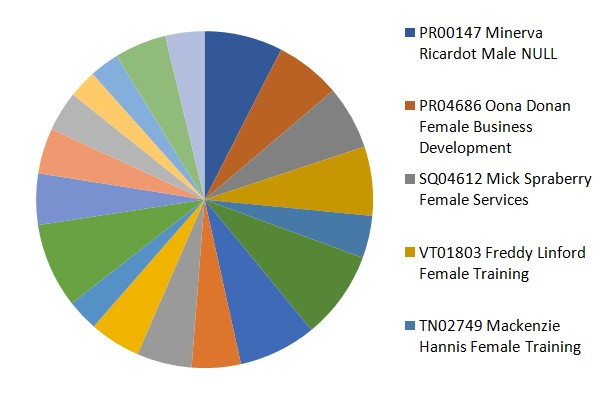 PR00147 Minerva
Ricardot Male NULL
PR04686 Oona Donan
Female Business
Development
SQ04612 Mick Spraberry
Female Services
VT01803 Freddy Linford
Female Training
TN02749 Mackenzie
Hannis Female Training